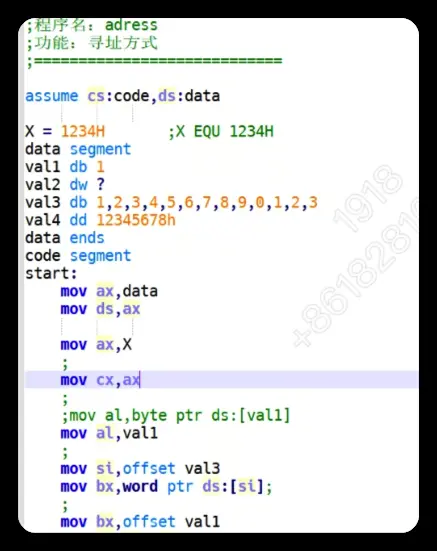 ;程序名: adress
;功能: 寻址方式
;============================
assume cs:code,ds:data
X = 1234H ;X EQU 1234H
data segment
val1 db 1
val2 dw ?
val3 db 1,2,3,4,5,6,7,8,9,0,1,2,3
val4 dd 12345678h
data ends
code segment
start:
mov ax,data
mov ds,ax
mov ax,X
;
mov cx,ax
;
;mov al,byte ptr ds:[val1]
mov al,val1
;
mov si,offset val3
mov bx,word ptr ds:[si];
;
mov bx,offset val1